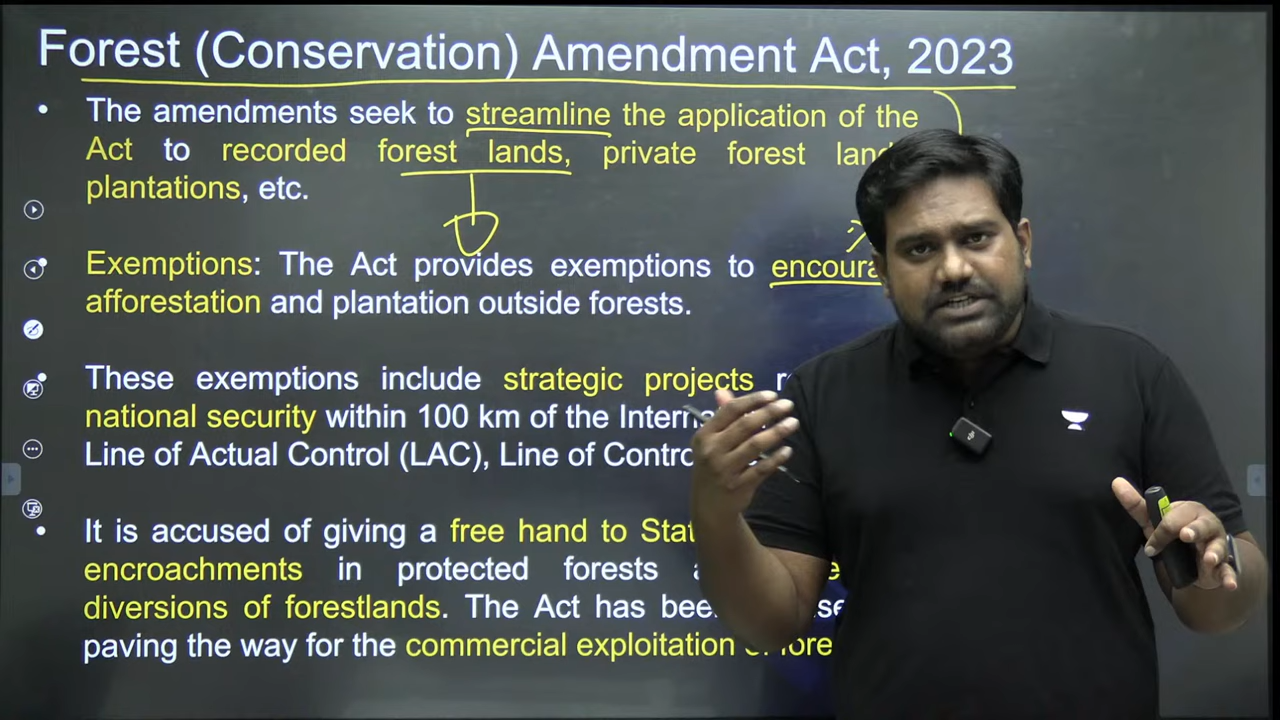 Forest (Conservation) Amendment Act, 2023
• The amendments seek to streamline the application of the
Act to recorded forest lands, private forest
plantations, etc.
Exemptions: The Act provides exemptions to
afforestation and plantation outside forests.
These exemptions include strategic projects
national security within 100 km of the
Line of Actual Control (LAC), Line of
• It is accused of giving a free hand to
encroachments in protected forests
diversions of forestlands. The Act has
paving the way for the commercial exploitation